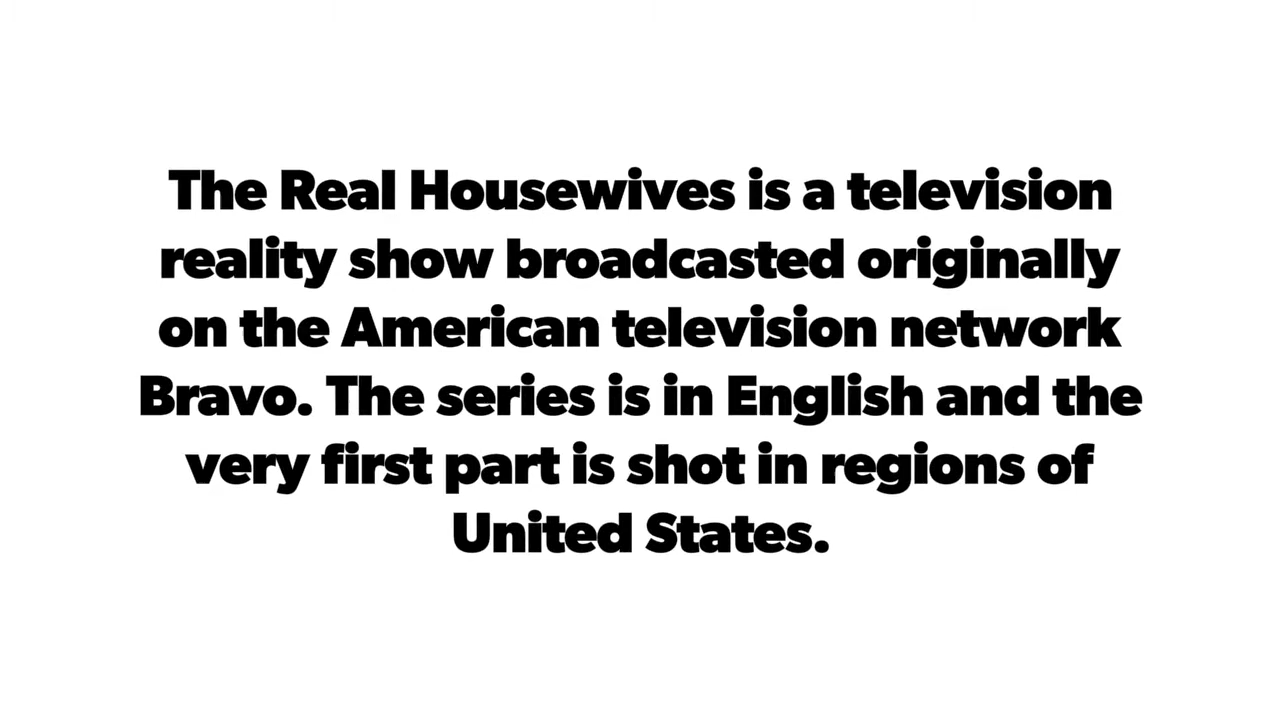 The Real Housewives is a television
reality show broadcasted originally
on the American television network
Bravo. The series is in English and the
very first part is shot in regions of
United States.